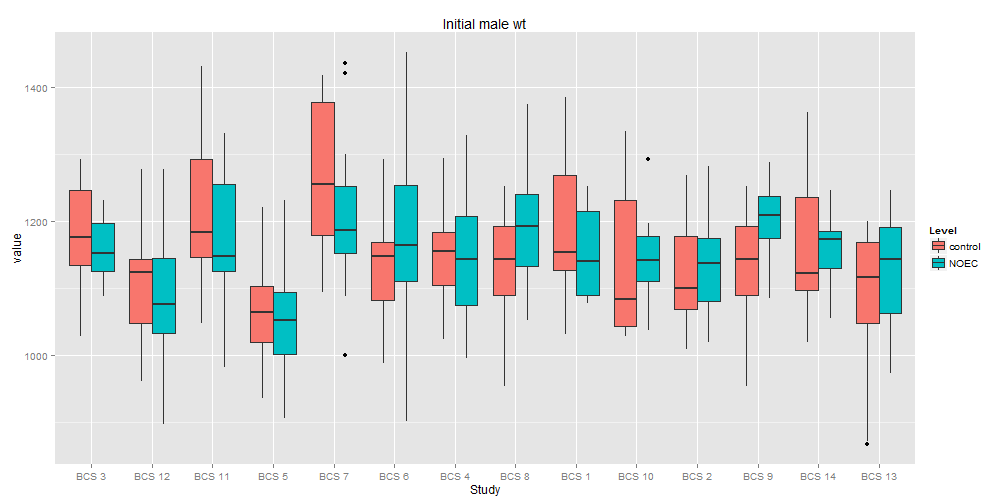 Initial male wt
value
1400
1200
1000
BCS 3 BCS 12 BCS 11 BCS 5 BCS 7 BCS 6 BCS 4 BCS 8 BCS 1 BCS 10 BCS 2 BCS 9 BCS 14 BCS 13
Study
Level
control
NOEC